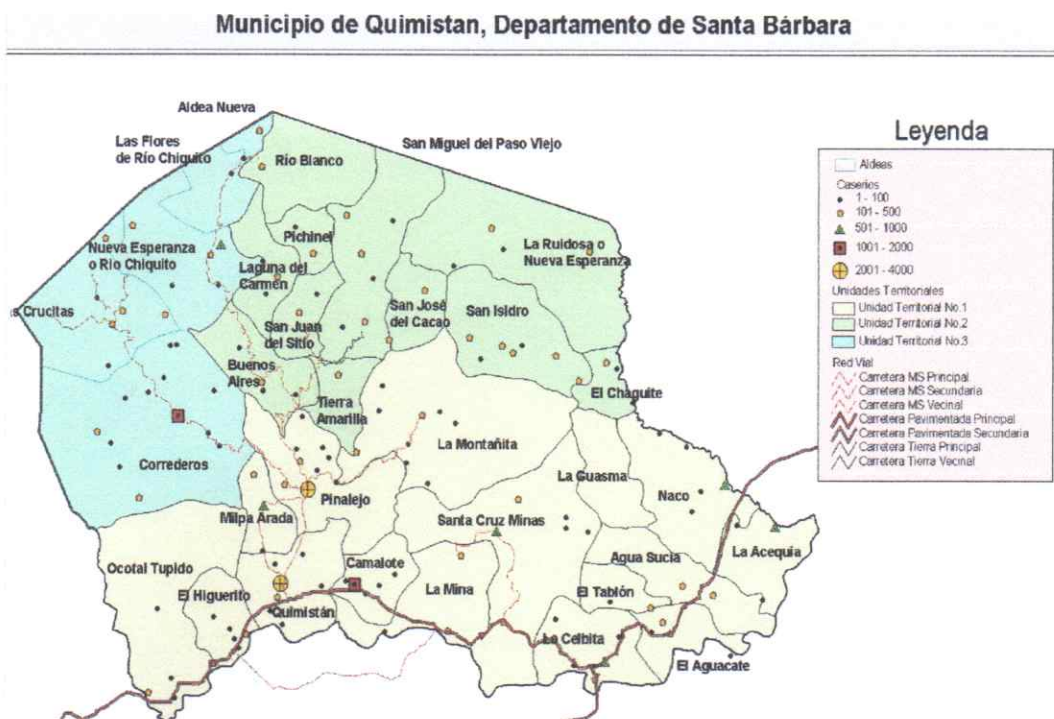 Municipio de Quimistan, Departamento de Santa Bárbara
Aldea Nueva
Las Flores
de Río Chiquito
San Miguel del Paso Viejo
Río Blanco
Nueva Esperanza
o Río Chiquito
Pichinel
La Ruidosa o
Nueva Esperanza
Laguna del
Carmen
s Crucitas
San José
del Cacao
San Isidro
San Juan
del Sitío
Buenos
Aires
El Chaguite
Tierra
Amarilla
La Montañita
Correderos
La Guasma
Naco
Pinalejo
Milpa Arada
Santa Cruz Minas
La Acequia
Agua Sucia
Ocotal Tupido
Camalote
La Mina
El Higuerito
El Tablón
Quimistán
La Ceibita
El Aguacate
Leyenda
Aldeas
Caserios
1 - 100
101 - 500
501 - 1000
1001 - 2000
2001 - 4000
Unidades Territoriales
Unidad Territorial No.1
Unidad Territorial No.2
Unidad Territorial No.3
Red Vial
Carretera MS Principal
Carretera MS Secundaria
Carretera MS Vecinal
Carretera Pavimentada Principal
Carretera Pavimentada Secundaria
Carretera Tierra Principal
Carretera Tierra Vecinal